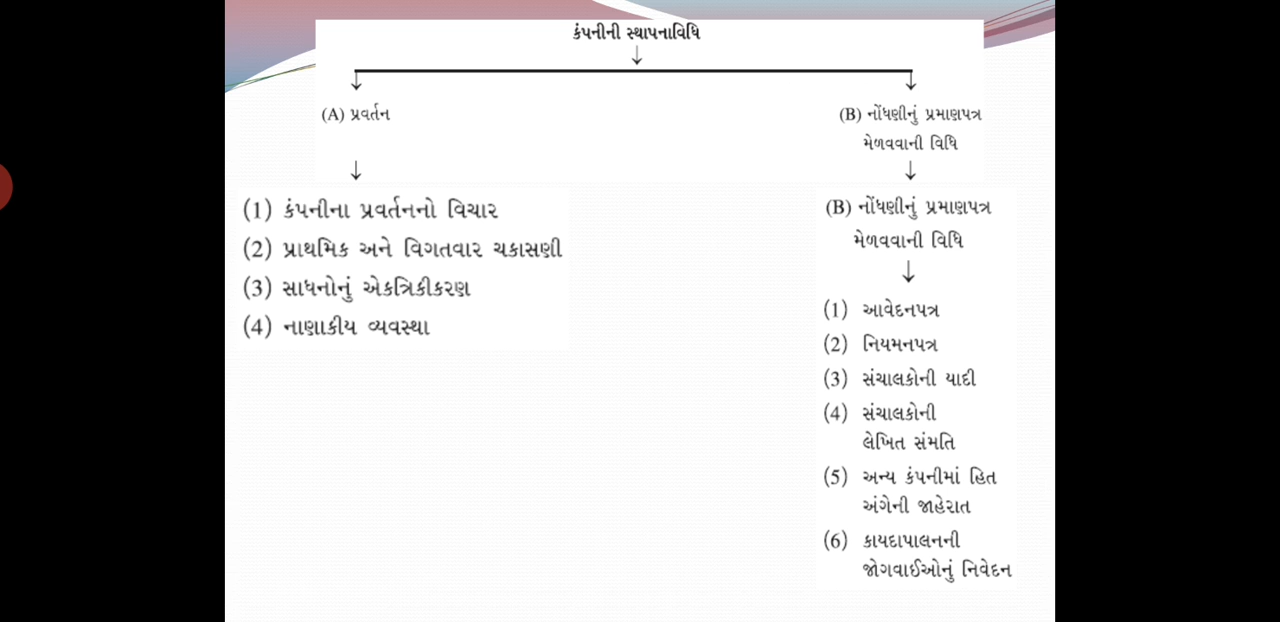 કંપનીની સ્થાપનાવિધિ
(A) પ્રવર્તન
(B) નોંધણીનું પ્રમાણપત્ર
મેળવવાની વિધિ
(1) કંપનીના પ્રવર્તનનો વિચાર
(2) પ્રાથમિક અને વિગતવાર ચકાસણી
(3) સાધનોનું એકત્રિકીકરણ
(4) નાણાકીય વ્યવસ્થા
(B) નોંધણીનું પ્રમાણપત્ર
મેળવવાની વિધિ
(1) આવેદનપત્ર
(2) નિયમનપત્ર
(3) સંચાલકોની યાદી
(4) સંચાલકોની
લેખિત સંમતિ
(5) અન્ય કંપનીમાં હિત
અંગેની જાહેરાત
(6) કાયદાપાલનની
જોગવાઈઓનું નિવેદન